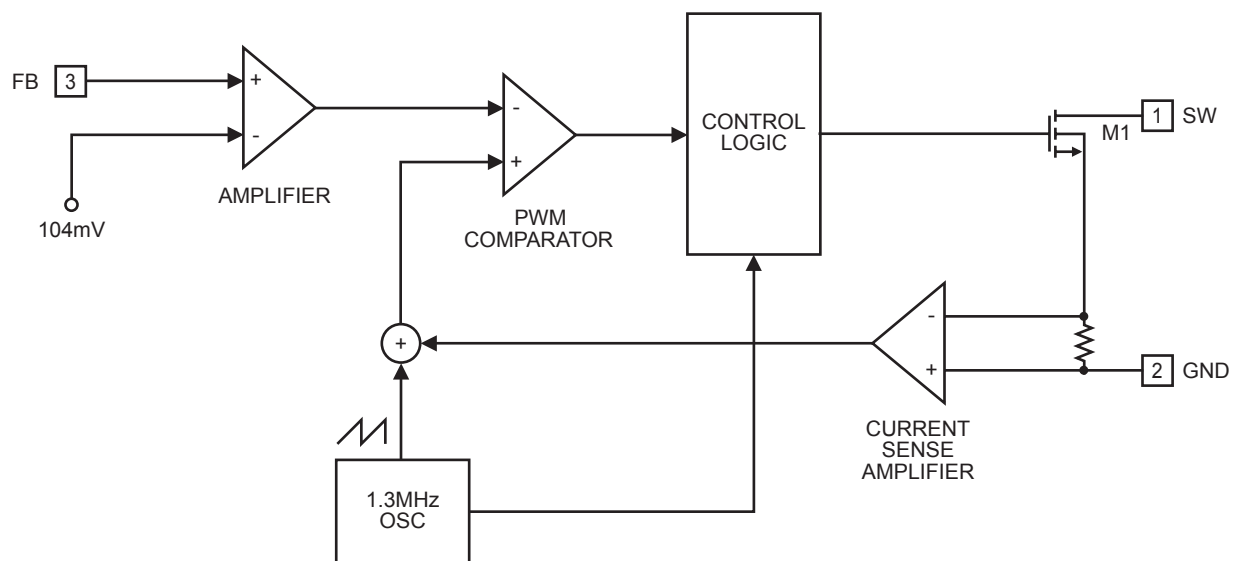 FB 3
+
-
104mV
AMPLIFIER
-
+
PWM
COMPARATOR
CONTROL
LOGIC
M1
1 SW
+
-
+
2 GND
CURRENT
SENSE
AMPLIFIER
1.3MHz
OSC